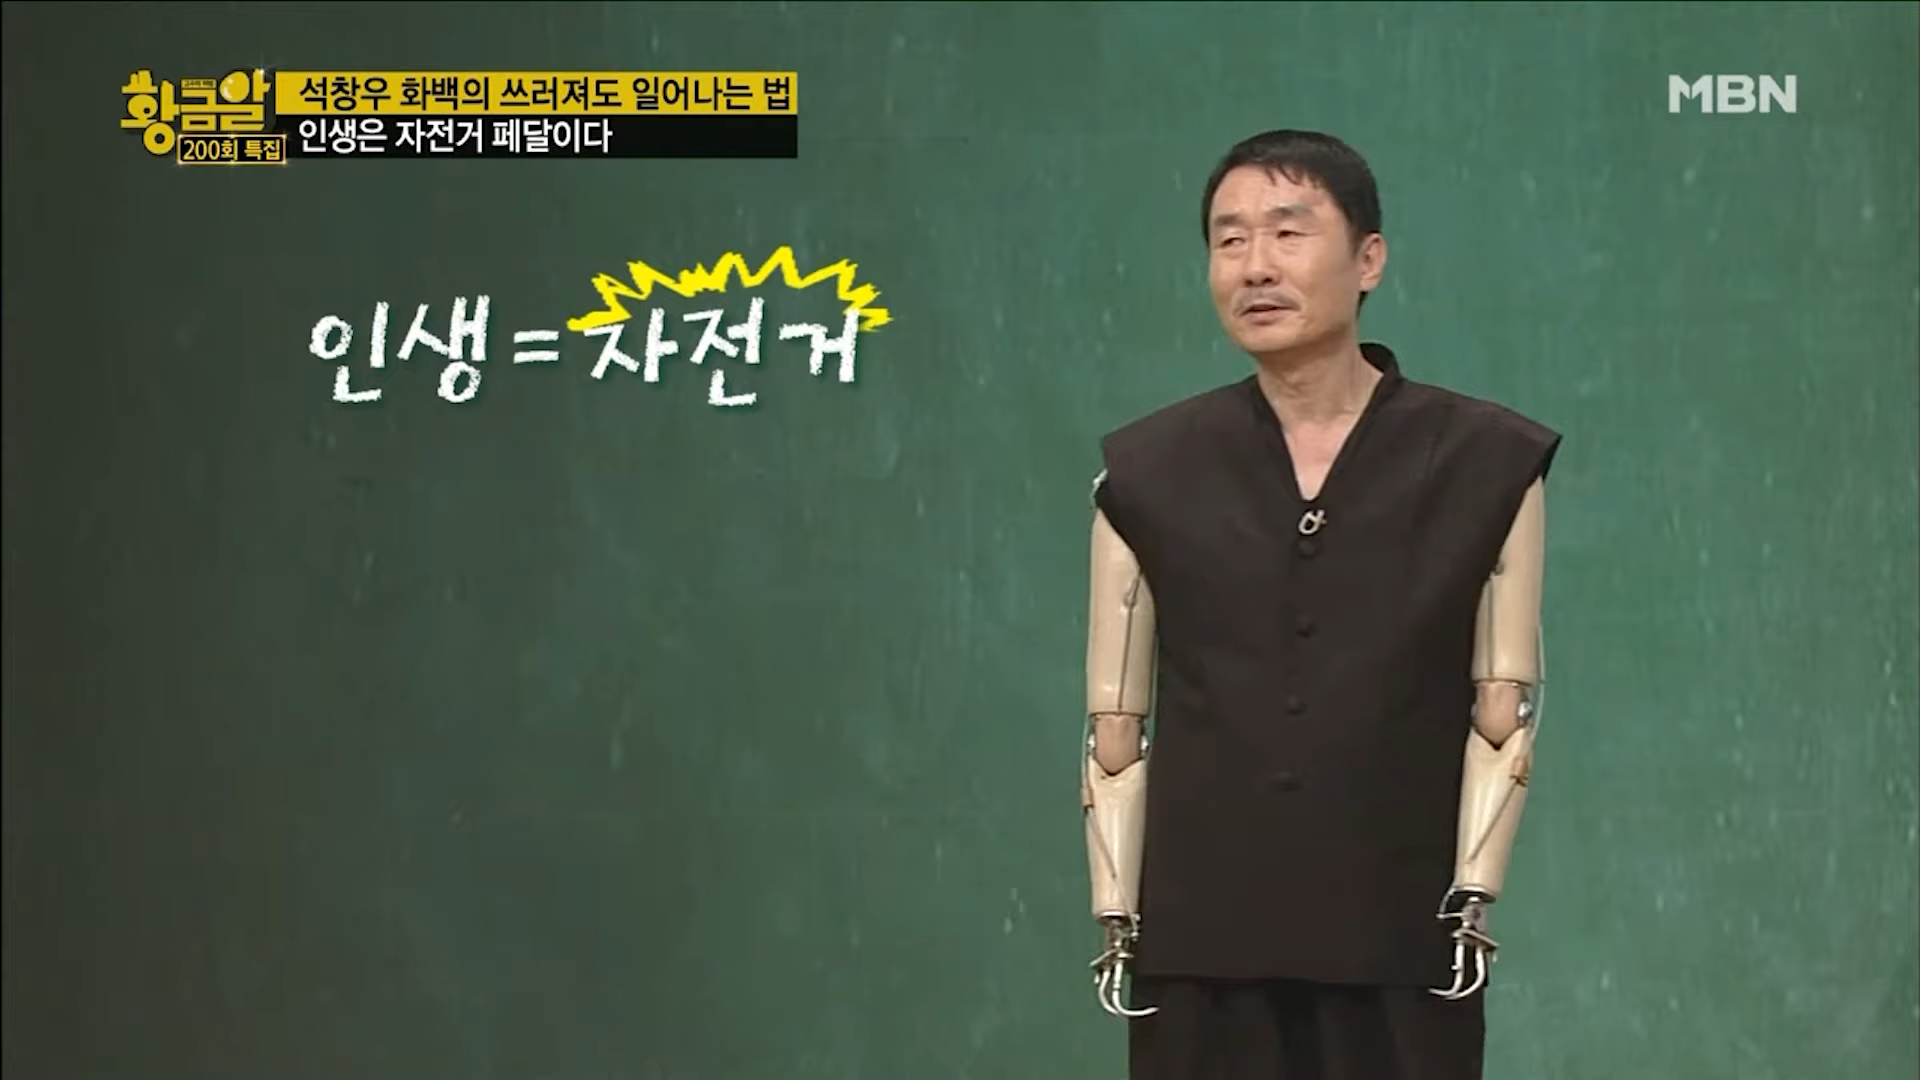 황금알
200회 특집
석창우 화백의 쓰러져도 일어나는 법
인생은 자전거 페달이다
MBN
인생 = 자전거